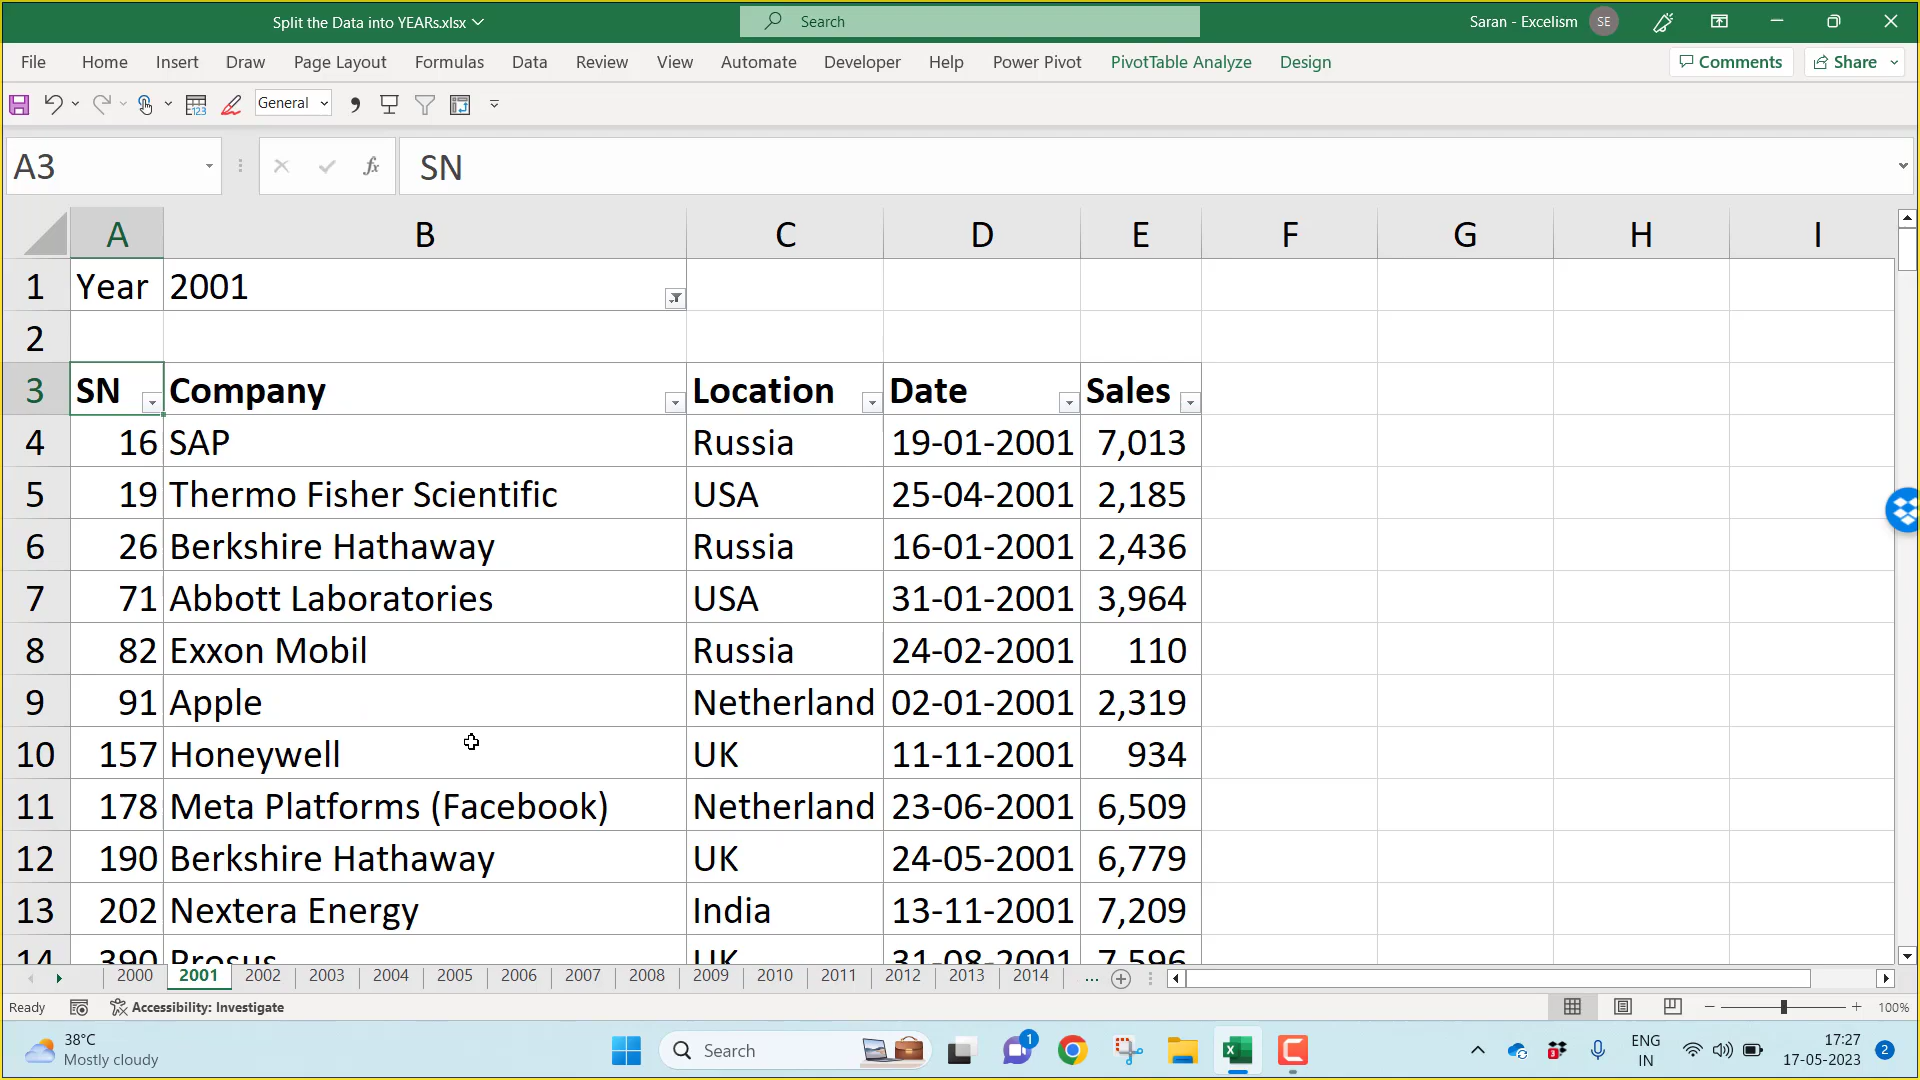 Split the Data into YEARs.xlsx
Search
Saran - Excelism SE
File Home Insert Draw Page Layout Formulas Data Review View Automate Developer Help Power Pivot PivotTable Analyze Design Comments Share
General
A3 fx SN
A B C D E F G H I
1 Year 2001
2
3 SN Company Location Date Sales
4 16 SAP Russia 19-01-2001 7,013
5 19 Thermo Fisher Scientific USA 25-04-2001 2,185
6 26 Berkshire Hathaway Russia 16-01-2001 2,436
7 71 Abbott Laboratories USA 31-01-2001 3,964
8 82 Exxon Mobil Russia 24-02-2001 110
9 91 Apple Netherland 02-01-2001 2,319
10 157 Honeywell UK 11-11-2001 934
11 178 Meta Platforms (Facebook) Netherland 23-06-2001 6,509
12 190 Berkshire Hathaway UK 24-05-2001 6,779
13 202 Nextera Energy India 13-11-2001 7,209
14 390 Prosus UK 31-08-2001 7,596
2000 2001 2002 2003 2004 2005 2006 2007 2008 2009 2010 2011 2012 2013 2014 ...
Ready Accessibility: Investigate 100%
38°C
Mostly cloudy
Search
1
3
ENG
IN
17:27
17-05-2023
2